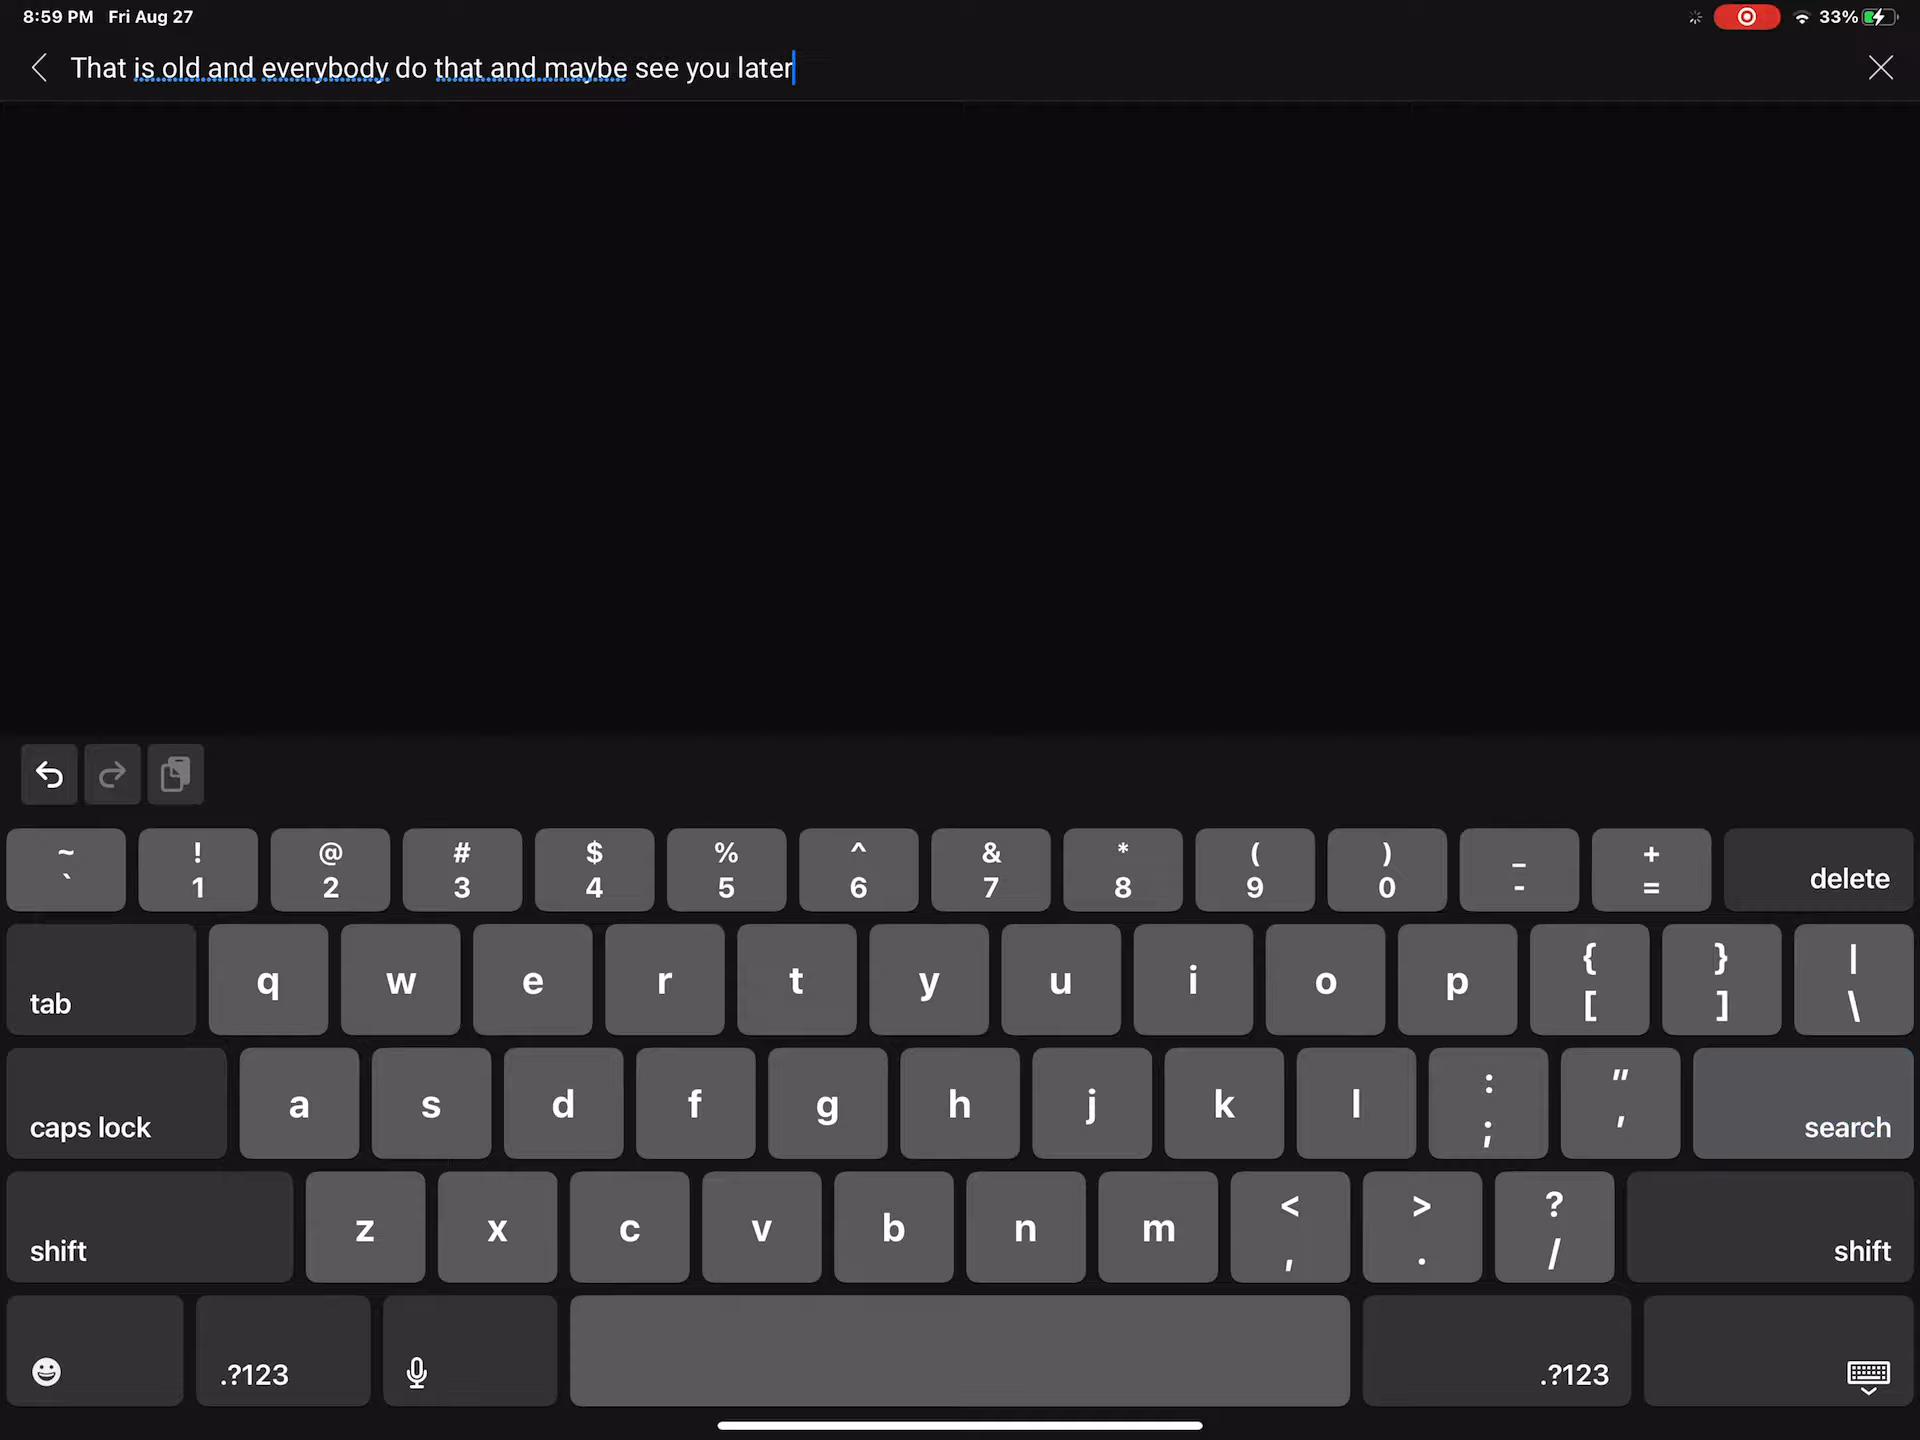 8:59 PM Fri Aug 27 33%
That is old and everybody do that and maybe see you later
~ ! @ # $ % ^ & * ( ) _ +
` 1 2 3 4 5 6 7 8 9 0 - = delete
{ } |
tab q w e r t y u i o p [ ] \
: "
caps lock a s d f g h j k l ; ' search
< > ?
shift z x c v b n m , . / shift
.?123 .?123